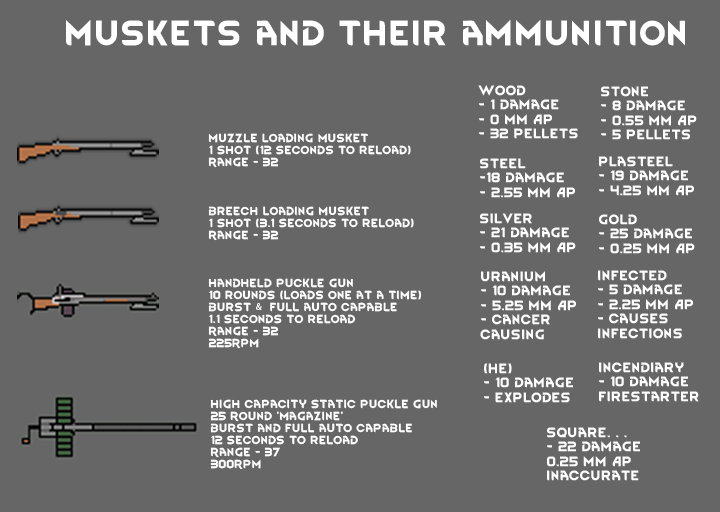 MUSKETS AND THEIR AMMUNITION
MUZZLE LOADING MUSKET
1 SHOT (12 SECONDS TO RELOAD)
RANGE - 32
BREECH LOADING MUSKET
1 SHOT (3.1 SECONDS TO RELOAD)
RANGE - 32
HANDHELD PUCKLE GUN
10 ROUNDS (LOADS ONE AT A TIME)
BURST & FULL AUTO CAPABLE
1.1 SECONDS TO RELOAD
RANGE - 32
225RPM
HIGH CAPACITY STATIC PUCKLE GUN
25 ROUND 'MAGAZINE'
BURST AND FULL AUTO CAPABLE
12 SECONDS TO RELOAD
RANGE - 37
300RPM
WOOD
- 1 DAMAGE
- 0 MM AP
- 32 PELLETS
STONE
- 8 DAMAGE
- 0.55 MM AP
- 5 PELLETS
STEEL
-18 DAMAGE
- 2.55 MM AP
PLASTEEL
- 19 DAMAGE
- 4.25 MM AP
SILVER
- 21 DAMAGE
- 0.35 MM AP
GOLD
- 25 DAMAGE
- 0.25 MM AP
URANIUM
- 10 DAMAGE
- 5.25 MM AP
- CANCER
CAUSING
INFECTED
- 5 DAMAGE
- 2.25 MM AP
- CAUSES
INFECTIONS
(HE)
- 10 DAMAGE
- EXPLODES
INCENDIARY
- 10 DAMAGE
FIRESTARTER
SQUARE...
- 22 DAMAGE
0.25 MM AP
INACCURATE